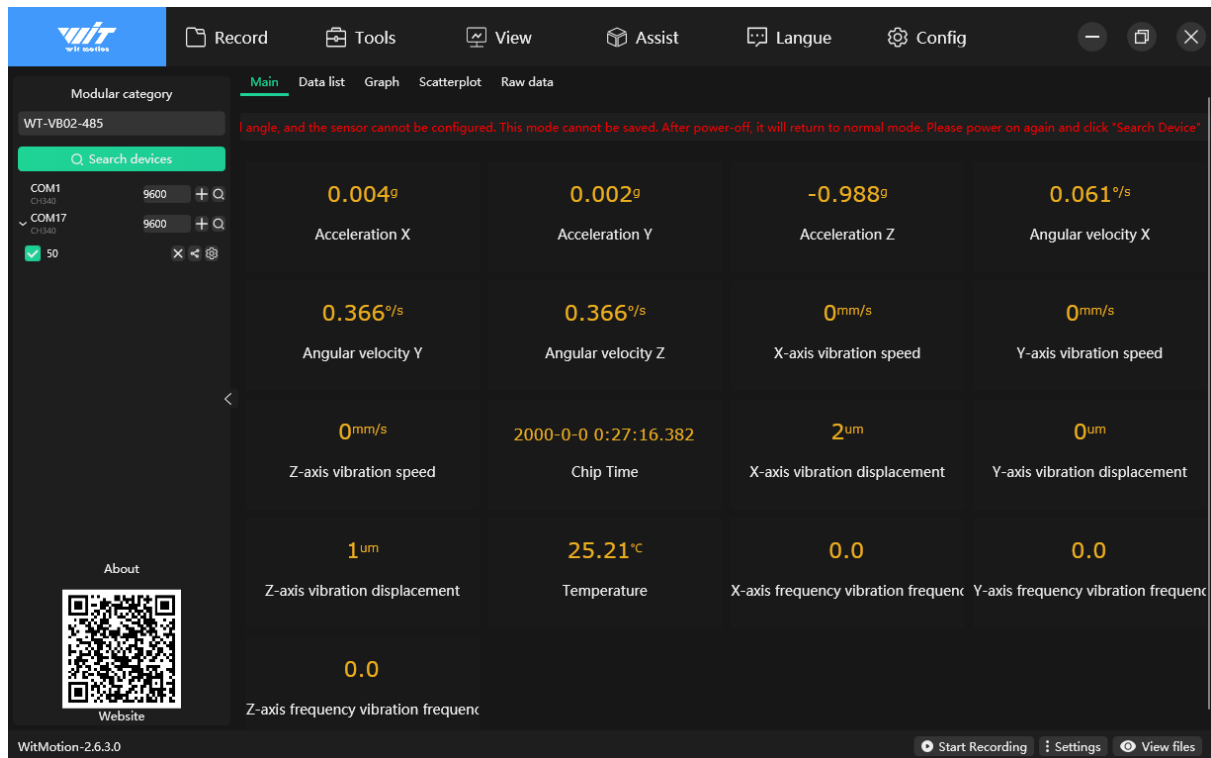 WIT
wit motion
Record
Tools
View
Assist
Langue
Config
Modular category
WT-VB02-485
Search devices
COM1
CH340
9600
COM17
CH340
9600
50
Main
Data list
Graph
Scatterplot
Raw data
l angle, and the sensor cannot be configured. This mode cannot be saved. After power-off, it will return to normal mode. Please power on again and click "Search Device"
0.004g
Acceleration X
0.002g
Acceleration Y
-0.988g
Acceleration Z
0.061°/s
Angular velocity X
0.366°/s
Angular velocity Y
0.366°/s
Angular velocity Z
0mm/s
X-axis vibration speed
0mm/s
Y-axis vibration speed
0mm/s
Z-axis vibration speed
2000-0-0 0:27:16.382
Chip Time
2um
X-axis vibration displacement
0um
Y-axis vibration displacement
1um
Z-axis vibration displacement
25.21°C
Temperature
0.0
X-axis frequency vibration frequenc
0.0
Y-axis frequency vibration frequenc
0.0
Z-axis frequency vibration frequenc
About
Website
WitMotion-2.6.3.0
Start Recording
Settings
View files